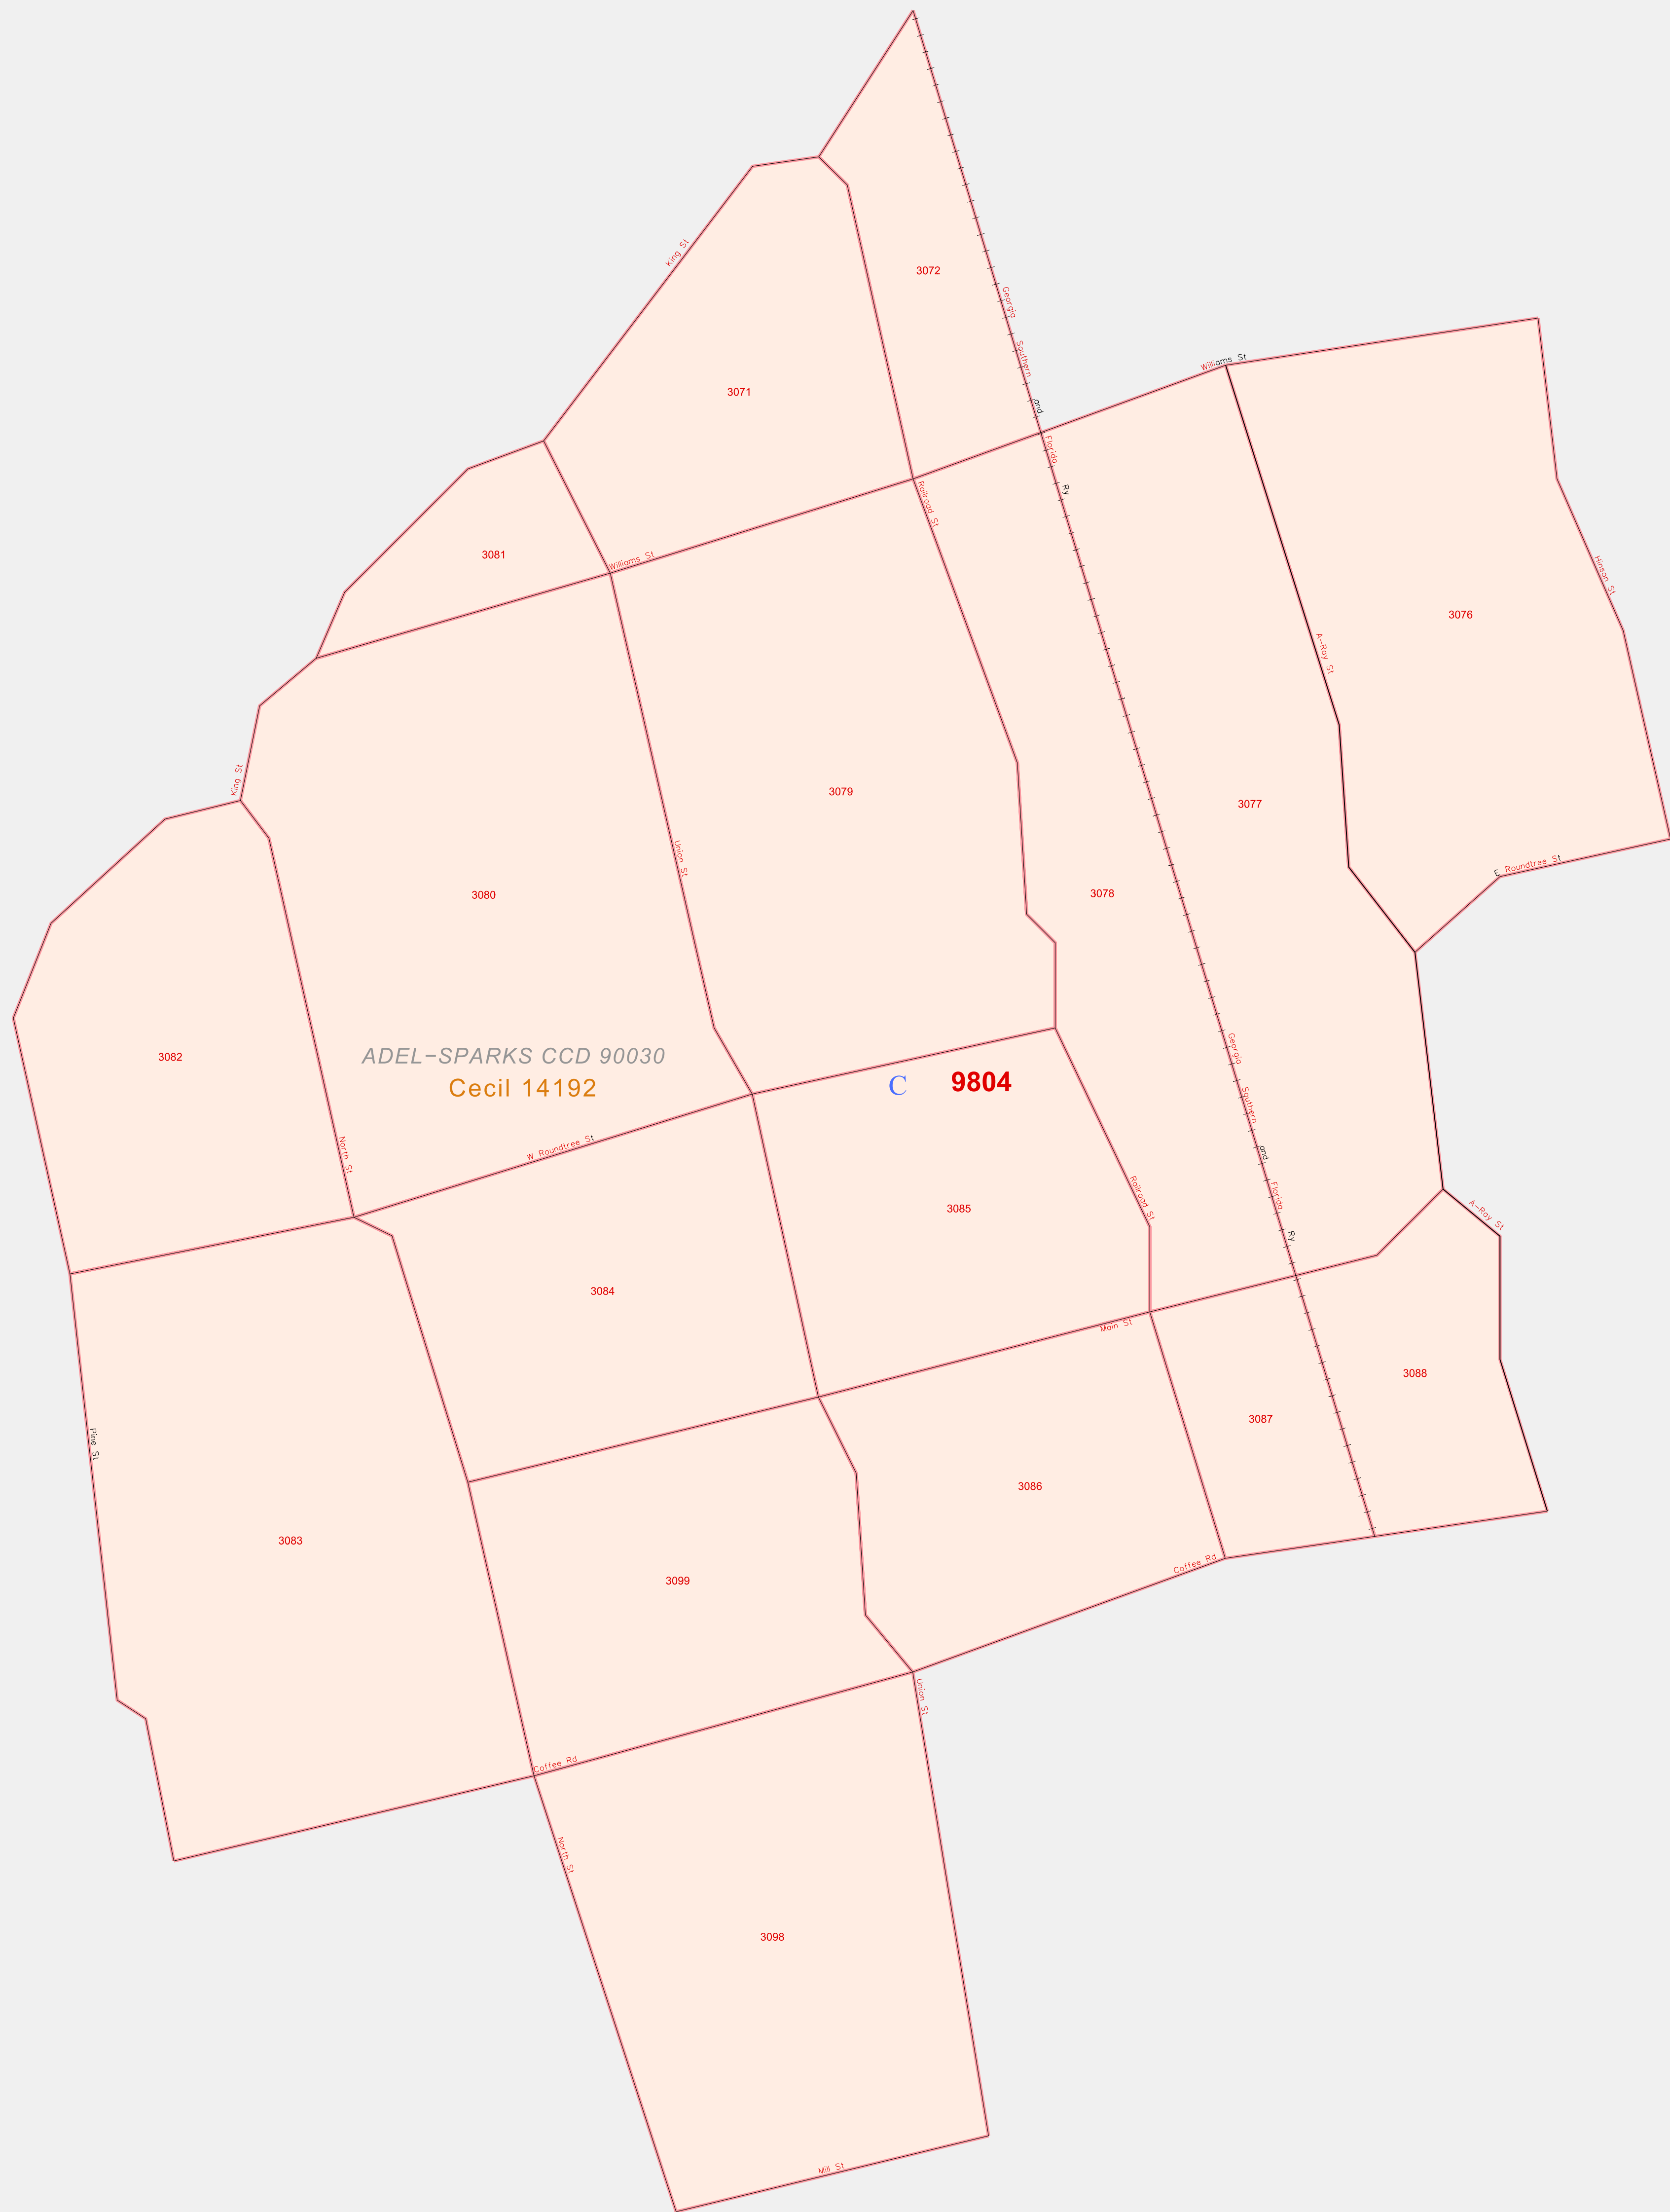 3072
King St
Georgia
Southern
Williams St
3071
and
Florida
Ry
Railroad St
3081
Williams St
Hinson St
3076
A-Ray St
King St
3079
3077
Union St
E Roundtree St
3080
3078
ADEL-SPARKS CCD 90030
Cecil 14192
C
9804
3082
Georgia
Southern
and
Florida
Ry
North St
W Roundtree St
Railroad St
3085
A-Ray St
3084
Main St
3088
3087
Pine St
3086
3083
3099
Coffee Rd
Union St
Coffee Rd
North St
3098
Mill St